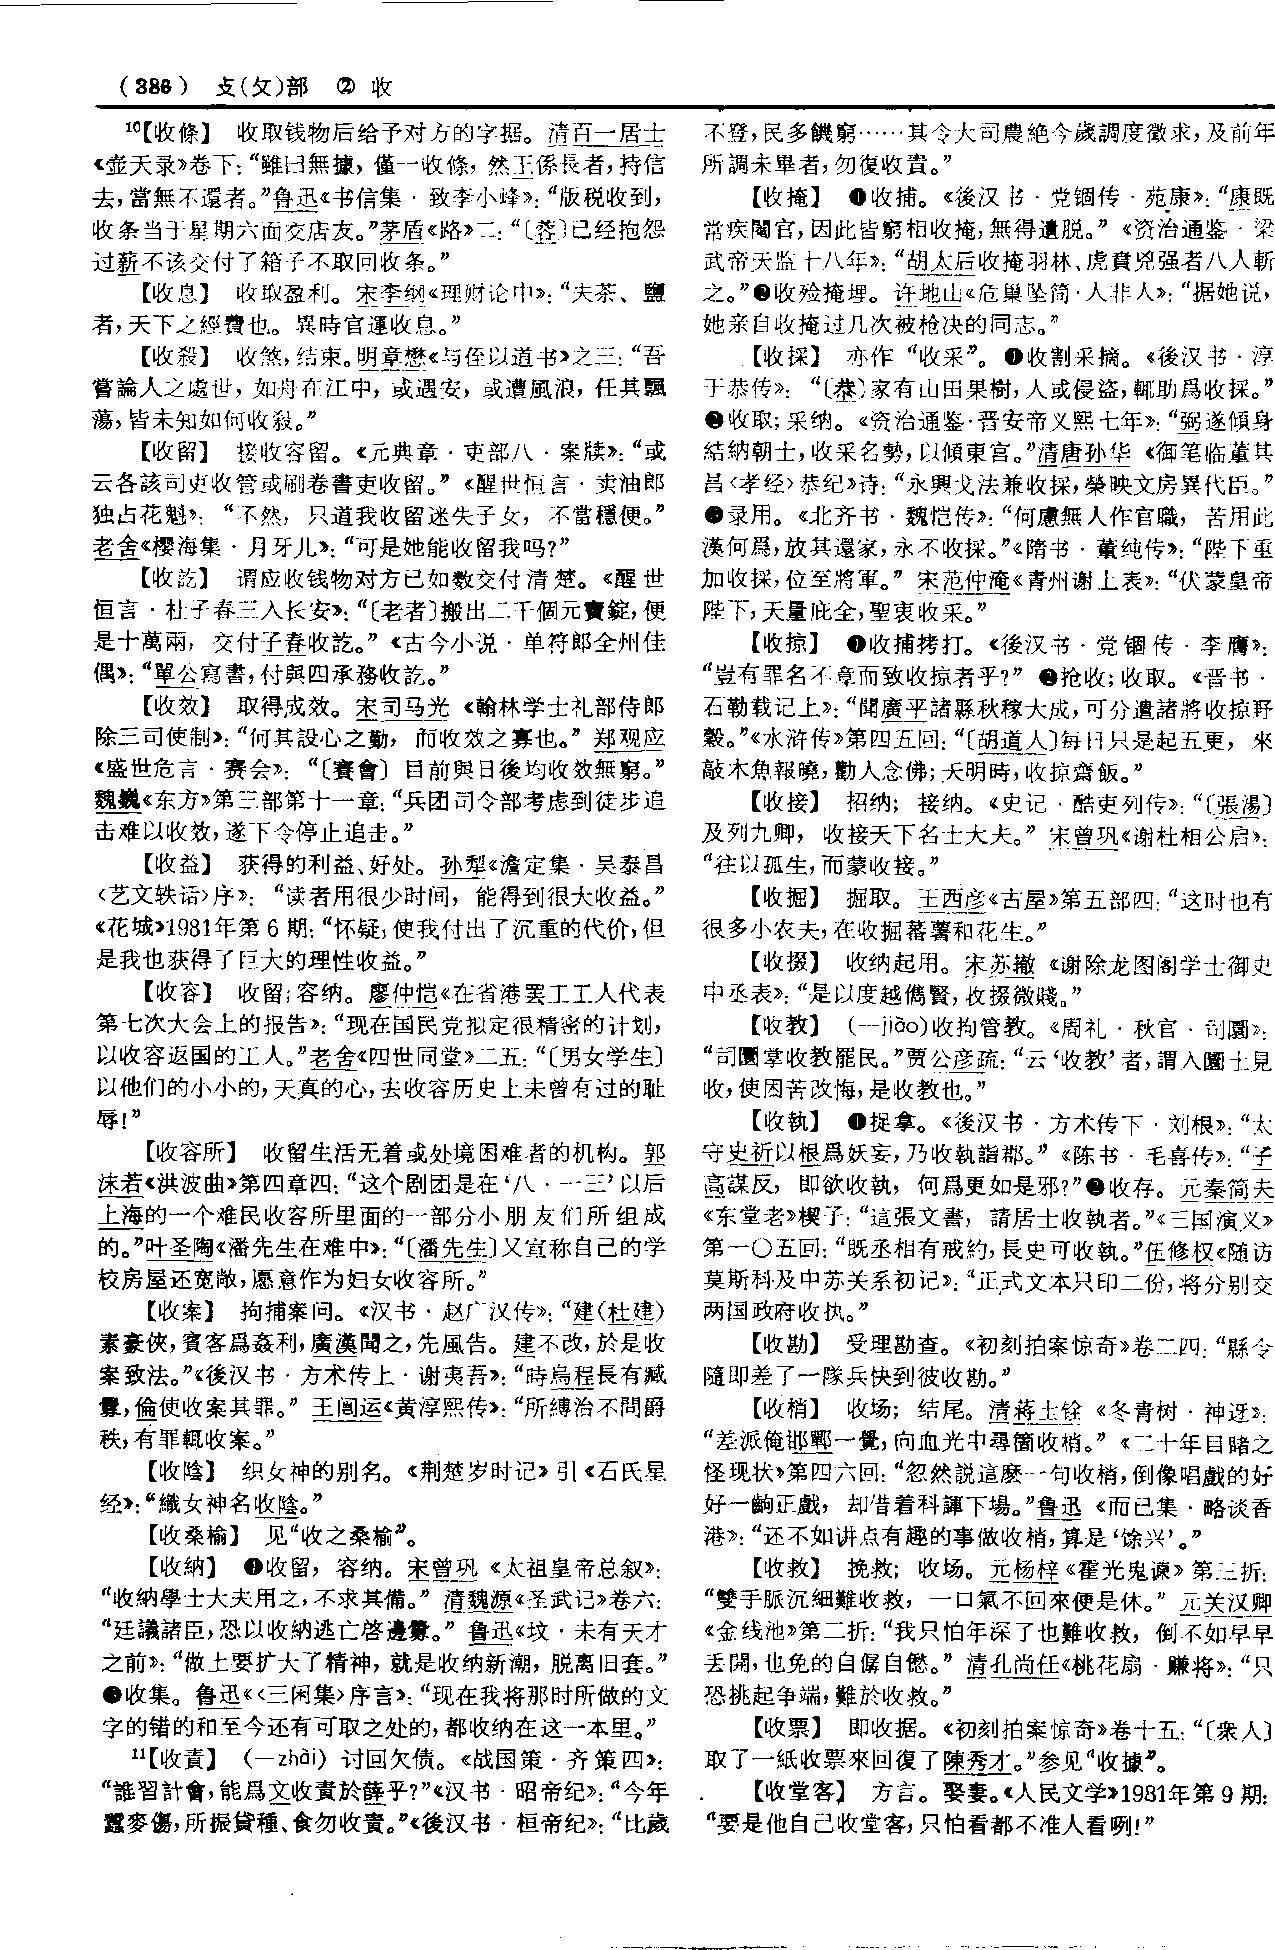 (386) 攴(攵)部 ② 收
¹⁰【收條】 收取钱物后给予对方的字据。清百一居士
《壶天录》卷下：“雖曰無據，僅一收條，然王係長者，持信
去，當無不還者。”鲁迅《书信集·致李小峰》：“版税收到，
收条当于星期六面交店友。”茅盾《路》二：“〔蓉〕已经抱怨
过薪不该交付了箱子不取回收条。”
【收息】 收取盈利。宋李纲《理财论中》：“夫茶、鹽
者，天下之經費也。異時官運收息。”
【收殺】 收煞，结束。明章懋《与侄以道书》之三：“吾
嘗論人之處世，如舟在江中，或遇安，或遭風浪，任其飄
蕩，皆未知如何收殺。”
【收留】 接收容留。《元典章·吏部八·案牍》：“或
云各該司吏收管或刷卷書吏收留。”《醒世恒言·卖油郎
独占花魁》：“不然，只道我收留迷失子女，不當穩便。”
老舍《樱海集·月牙儿》：“可是她能收留我吗？”
【收訖】 谓应收钱物对方已如数交付清楚。《醒世
恒言·杜子春三入长安》：“〔老者〕搬出二千個元寶錠，便
是十萬兩，交付子春收訖。”《古今小说·单符郎全州佳
偶》：“單公寫書，付與四承務收訖。”
【收效】 取得成效。宋司马光《翰林学士礼部侍郎
除三司使制》：“何其設心之勤，而收效之寡也。”郑观应
《盛世危言·赛会》：“〔賽會〕目前與日後均收效無窮。”
魏巍《东方》第三部第十一章：“兵团司令部考虑到徒步追
击难以收效，遂下令停止追击。”
【收益】 获得的利益、好处。孙犁《澹定集·吴泰昌
〈艺文轶话〉序》：“读者用很少时间，能得到很大收益。”
《花城》1981年第6期：“怀疑，使我付出了沉重的代价，但
是我也获得了巨大的理性收益。”
【收容】 收留；容纳。廖仲恺《在省港罢工工人代表
第七次大会上的报告》：“现在国民党拟定很精密的计划，
以收容返国的工人。”老舍《四世同堂》二五：“〔男女学生〕
以他们的小小的，天真的心，去收容历史上未曾有过的耻
辱！”
【收容所】 收留生活无着或处境困难者的机构。郭
沫若《洪波曲》第四章四：“这个剧团是在‘八·一三’以后
上海的一个难民收容所里面的一部分小朋友们所组成
的。”叶圣陶《潘先生在难中》：“〔潘先生〕又宣称自己的学
校房屋还宽敞，愿意作为妇女收容所。”
【收案】 拘捕案问。《汉书·赵广汉传》：“建（杜建）
素豪俠，賓客爲姦利，廣漢聞之，先風告。建不改，於是收
案致法。”《後汉书·方术传上·谢夷吾》：“時烏程長有臧
釁，倫使收案其罪。”王闿运《黄淳熙传》：“所縛治不問爵
秩，有罪輒收案。”
【收陰】 织女神的别名。《荆楚岁时记》引《石氏星
经》：“織女神名收陰。”
【收桑榆】 见“收之桑榆”。
【收納】 ❶收留，容纳。宋曾巩《太祖皇帝总叙》：
“收納學士大夫用之，不求其備。”清魏源《圣武记》卷六：
“廷議諸臣，恐以收納逃亡啓邊釁。”鲁迅《坟·未有天才
之前》：“做上要扩大了精神，就是收纳新潮，脱离旧套。”
❷收集。鲁迅《〈三闲集〉序言》：“现在我将那时所做的文
字的错的和至今还有可取之处的，都收纳在这一本里。”
¹¹【收責】 （—zhài）讨回欠债。《战国策·齐策四》：
“誰習計會，能爲文收責於薛乎？”《汉书·昭帝纪》：“今年
蠶麥傷，所振貸種、食勿收責。”《後汉书·桓帝纪》：“比歲
不登，民多饑窮……其令大司農絶今歲調度徵求，及前年
所調未畢者，勿復收責。”
【收掩】 ❶收捕。《後汉书·党锢传·苑康》：“康既
常疾閹官，因此皆窮相收掩，無得遺脱。”《资治通鉴·梁
武帝天监十八年》：“胡太后收掩羽林、虎賁兇强者八人斬
之。”❷收殓掩埋。许地山《危巢坠简·人非人》：“据她说，
她亲自收掩过几次被枪决的同志。”
【收採】 亦作“收采”。❶收割采摘。《後汉书·淳
于恭传》：“〔恭〕家有山田果樹，人或侵盜，輒助爲收採。”
❷收取；采纳。《资治通鉴·晋安帝义熙七年》：“弼遂傾身
結納朝士，收采名勢，以傾東宫。”清唐孙华《御笔临董其
昌〈孝经〉恭纪》诗：“永興戈法兼收採，榮映文房異代臣。”
❸录用。《北齐书·魏恺传》：“何慮無人作官職，苦用此
漢何爲，放其還家，永不收採。”《隋书·董纯传》：“陛下重
加收採，位至將軍。”宋范仲淹《青州谢上表》：“伏蒙皇帝
陛下，天量庇全，聖衷收采。”
【收掠】 ❶收捕拷打。《後汉书·党锢传·李膺》：
“豈有罪名不章而致收掠者乎？”❷抢收；收取。《晋书·
石勒载记上》：“聞廣平諸縣秋稼大成，可分遣諸將收掠野
穀。”《水浒传》第四五回：“〔胡道人〕每日只是起五更，來
敲木魚報曉，勸人念佛；天明時，收掠齋飯。”
【收接】 招纳；接纳。《史记·酷吏列传》：“〔張湯〕
及列九卿，收接天下名士大夫。”宋曾巩《谢杜相公启》：
“往以孤生，而蒙收接。”
【收掘】 掘取。王西彦《古屋》第五部四：“这时也有
很多小农夫，在收掘蕃薯和花生。”
【收掇】 收纳起用。宋苏辙《谢除龙图阁学士御史
中丞表》：“是以度越儁賢，收掇微賤。”
【收教】 （—jiào）收拘管教。《周礼·秋官·司圜》：
“司圜掌收教罷民。”贾公彦疏：“云‘收教’者，謂入圜土見
收，使困苦改悔，是收教也。”
【收執】 ❶捉拿。《後汉书·方术传下·刘根》：“太
守史祈以根爲妖妄，乃收執詣郡。”《陈书·毛喜传》：“子
高謀反，即欲收執，何爲更如是邪？”❷收存。元秦简夫
《东堂老》楔子：“這張文書，請居士收執者。”《三国演义》
第一〇五回：“既丞相有戒約，長史可收執。”伍修权《随访
莫斯科及中苏关系初记》：“正式文本只印二份，将分别交
两国政府收执。”
【收勘】 受理勘查。《初刻拍案惊奇》卷二四：“縣令
隨即差了一隊兵快到彼收勘。”
【收梢】 收场；结尾。清蒋士铨《冬青树·神迓》：
“差派俺邯鄲一覺，向血光中尋箇收梢。”《二十年目睹之
怪现状》第四六回：“忽然說這麽一句收梢，倒像唱戲的好
好一齣正戲，却借着科諢下場。”鲁迅《而已集·略谈香
港》：“还不如讲点有趣的事做收梢，算是‘馀兴’。”
【收救】 挽救；收场。元杨梓《霍光鬼谏》第三折：
“雙手脈沉細難收救，一口氣不回來便是休。”元关汉卿
《金线池》第二折：“我只怕年深了也難收救，倒不如早早
丢開，也免的自僝自僽。”清孔尚任《桃花扇·赚将》：“只
恐挑起争端，難於收救。”
【收票】 即收据。《初刻拍案惊奇》卷十五：“〔衆人〕
取了一紙收票來回復了陳秀才。”参见“收據”。
【收堂客】 方言。娶妻。《人民文学》1981年第9期：
“要是他自己收堂客，只怕看都不准人看咧！”